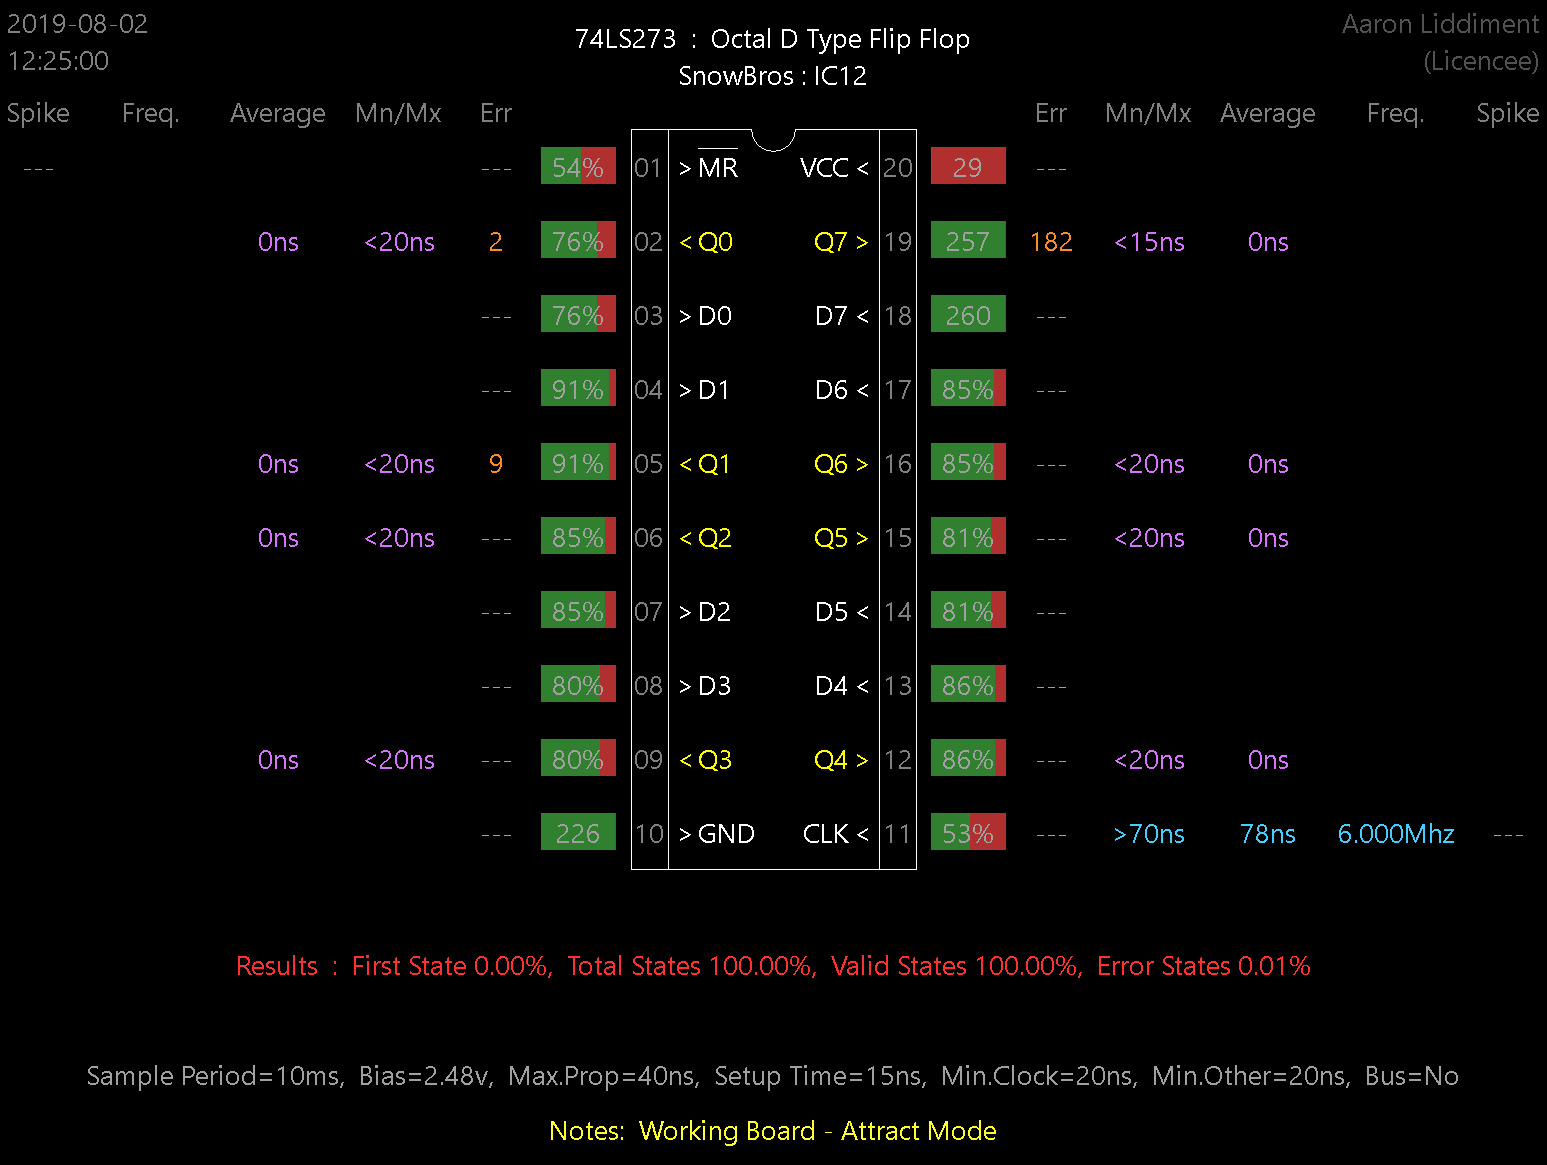 2019-08-02
12:25:00
74LS273 : Octal D Type Flip Flop
SnowBros : IC12
Aaron Liddiment
(Licencee)
Spike Freq. Average Mn/Mx Err Err Mn/Mx Average Freq. Spike
--- --- 54% 01 >MR VCC < 20 29 ---
0ns <20ns 2 76% 02 <Q0 Q7 > 19 257 182 <15ns 0ns
--- 76% 03 >D0 D7 < 18 260 ---
--- 91% 04 >D1 D6 < 17 85% ---
0ns <20ns 9 91% 05 <Q1 Q6 > 16 85% --- <20ns 0ns
0ns <20ns --- 85% 06 <Q2 Q5 > 15 81% --- <20ns 0ns
--- 85% 07 >D2 D5 < 14 81% ---
--- 80% 08 >D3 D4 < 13 86% ---
0ns <20ns --- 80% 09 <Q3 Q4 > 12 86% --- <20ns 0ns
--- 226 10 >GND CLK < 11 53% --- >70ns 78ns 6.000Mhz ---
Results : First State 0.00%, Total States 100.00%, Valid States 100.00%, Error States 0.01%
Sample Period=10ms, Bias=2.48v, Max.Prop=40ns, Setup Time=15ns, Min.Clock=20ns, Min.Other=20ns, Bus=No
Notes: Working Board - Attract Mode